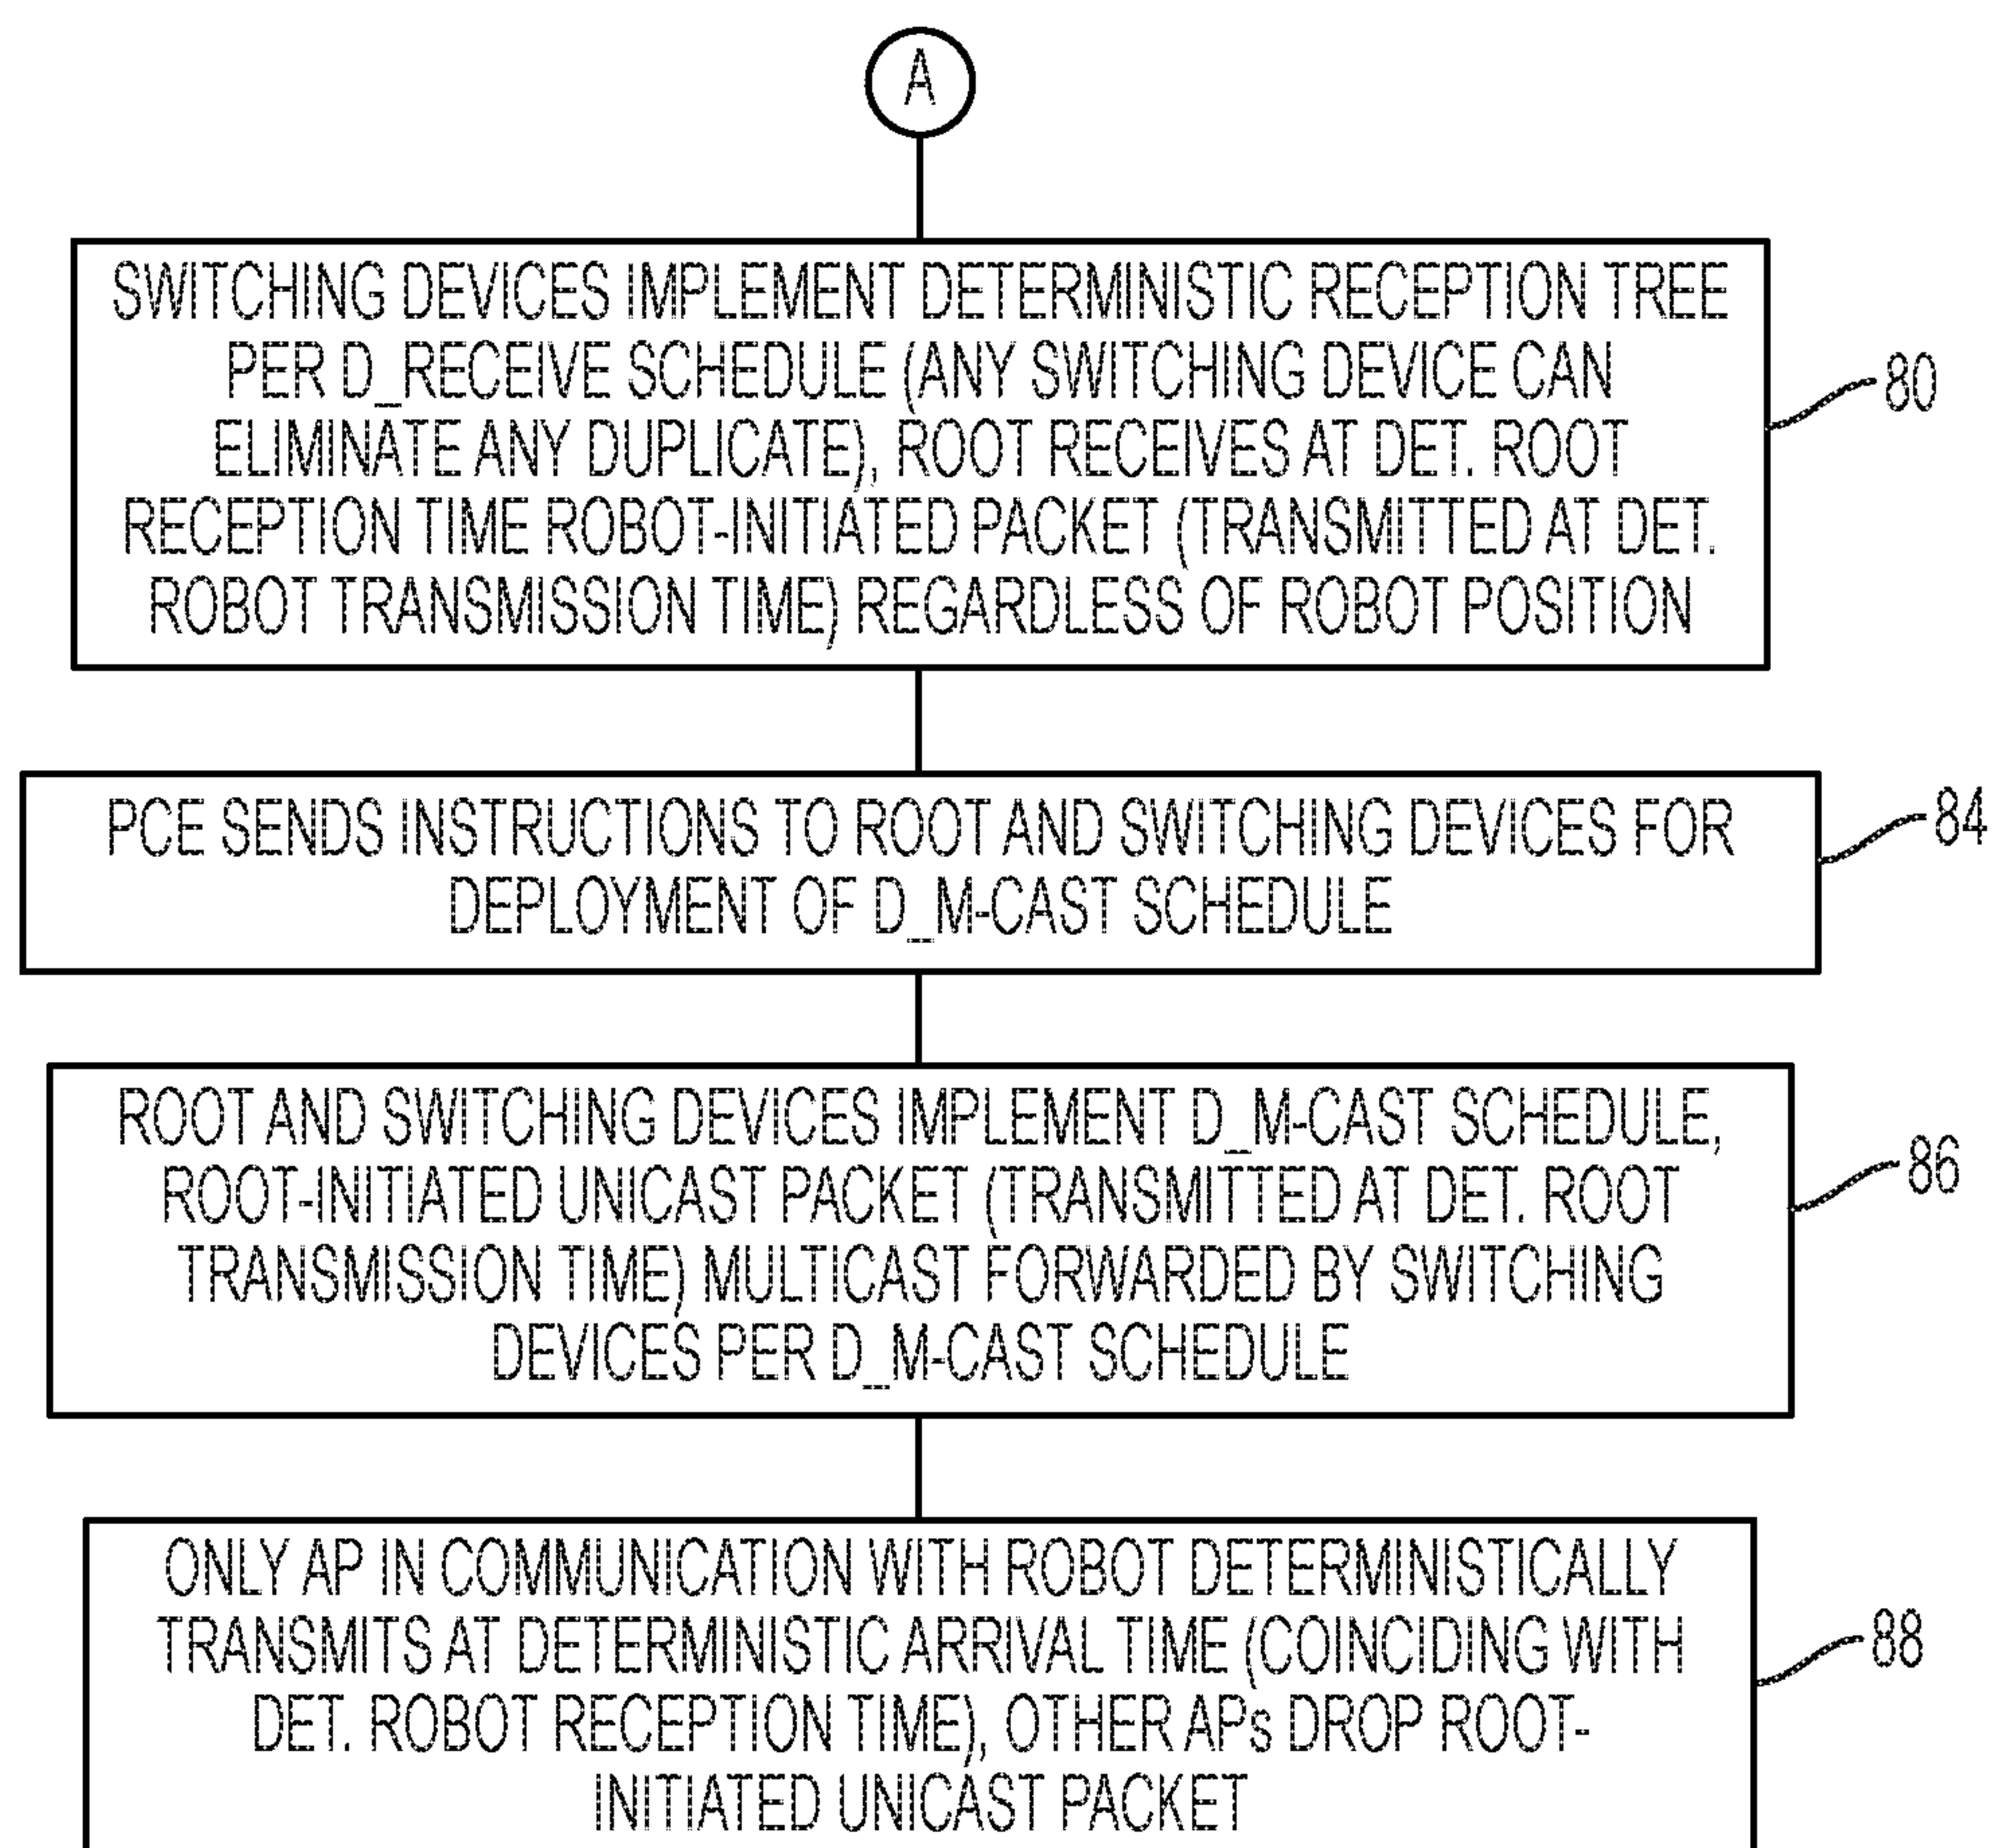 A
SWITCHING DEVICES IMPLEMENT DETERMINISTIC RECEPTION TREE
PER D_RECEIVE SCHEDULE (ANY SWITCHING DEVICE CAN
ELIMINATE ANY DUPLICATE), ROOT RECEIVES AT DET. ROOT
RECEPTION TIME ROBOT-INITIATED PACKET (TRANSMITTED AT DET.
ROBOT TRANSMISSION TIME) REGARDLESS OF ROBOT POSITION
80
PCE SENDS INSTRUCTIONS TO ROOT AND SWITCHING DEVICES FOR
DEPLOYMENT OF D_M-CAST SCHEDULE
84
ROOT AND SWITCHING DEVICES IMPLEMENT D_M-CAST SCHEDULE,
ROOT-INITIATED UNICAST PACKET (TRANSMITTED AT DET. ROOT
TRANSMISSION TIME) MULTICAST FORWARDED BY SWITCHING
DEVICES PER D_M-CAST SCHEDULE
86
ONLY AP IN COMMUNICATION WITH ROBOT DETERMINISTICALLY
TRANSMITS AT DETERMINISTIC ARRIVAL TIME (COINCIDING WITH
DET. ROBOT RECEPTION TIME), OTHER APs DROP ROOT-
INITIATED UNICAST PACKET
88